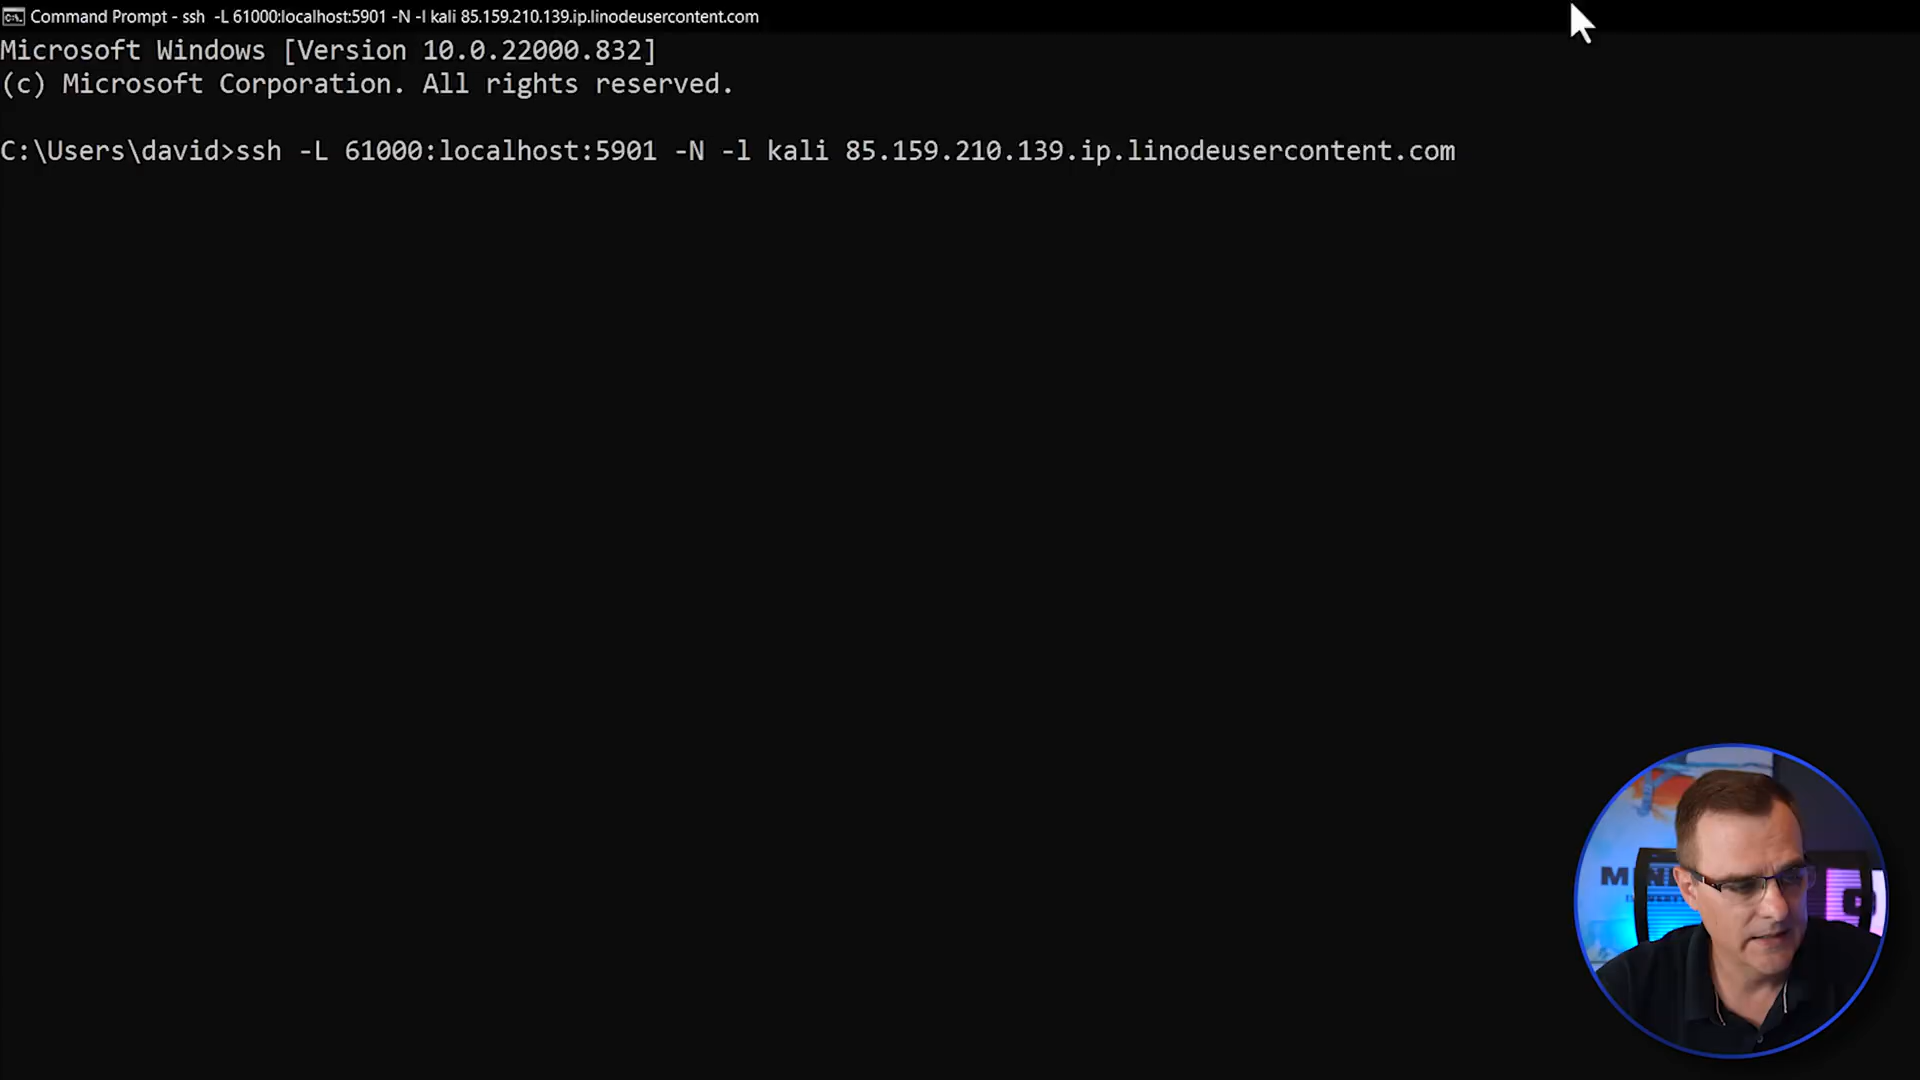 Command Prompt - ssh  -L 61000:localhost:5901 -N -l kali 85.159.210.139.ip.linodeusercontent.com
Microsoft Windows [Version 10.0.22000.832]
(c) Microsoft Corporation. All rights reserved.
C:\Users\david>ssh -L 61000:localhost:5901 -N -l kali 85.159.210.139.ip.linodeusercontent.com